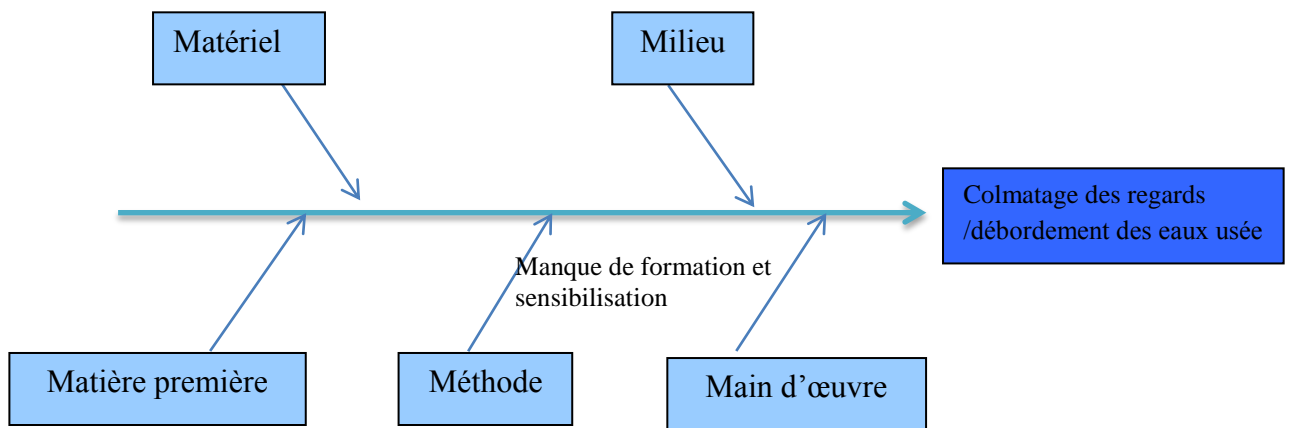 Matériel
Milieu
Colmatage des regards
/débordement des eaux usée
Manque de formation et
sensibilisation
Matière première
Méthode
Main d’œuvre